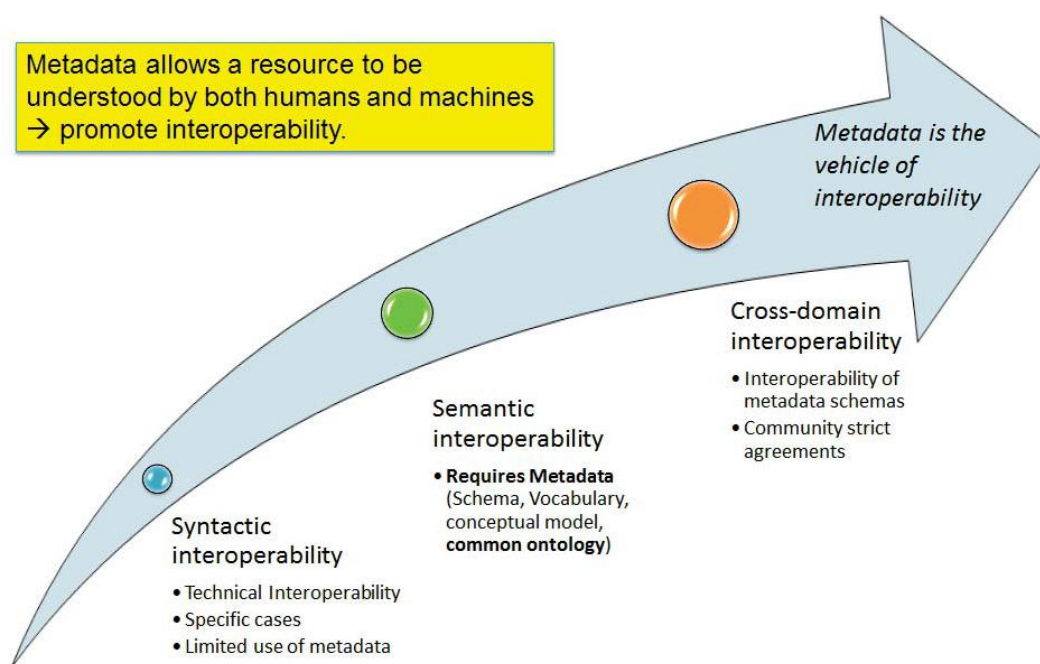 Metadata allows a resource to be
understood by both humans and machines
→ promote interoperability.
Metadata is the
vehicle of
interoperability
Cross-domain
interoperability
• Interoperability of
metadata schemas
• Community strict
agreements
Semantic
interoperability
• Requires Metadata
(Schema, Vocabulary,
conceptual model,
common ontology)
Syntactic
interoperability
• Technical Interoperability
• Specific cases
• Limited use of metadata